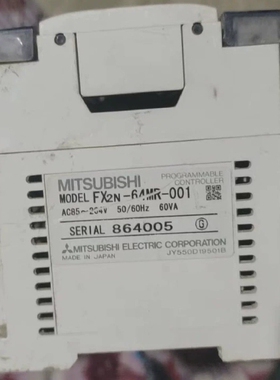 MITSUBISHI PROGRAMMABLE CONTROLLER
MODEL FX2N-64MR-001
AC85~264V 50/60Hz 60VA
SERIAL 864005 G
MITSUBISHI ELECTRIC CORPORATION
MADE IN JAPAN